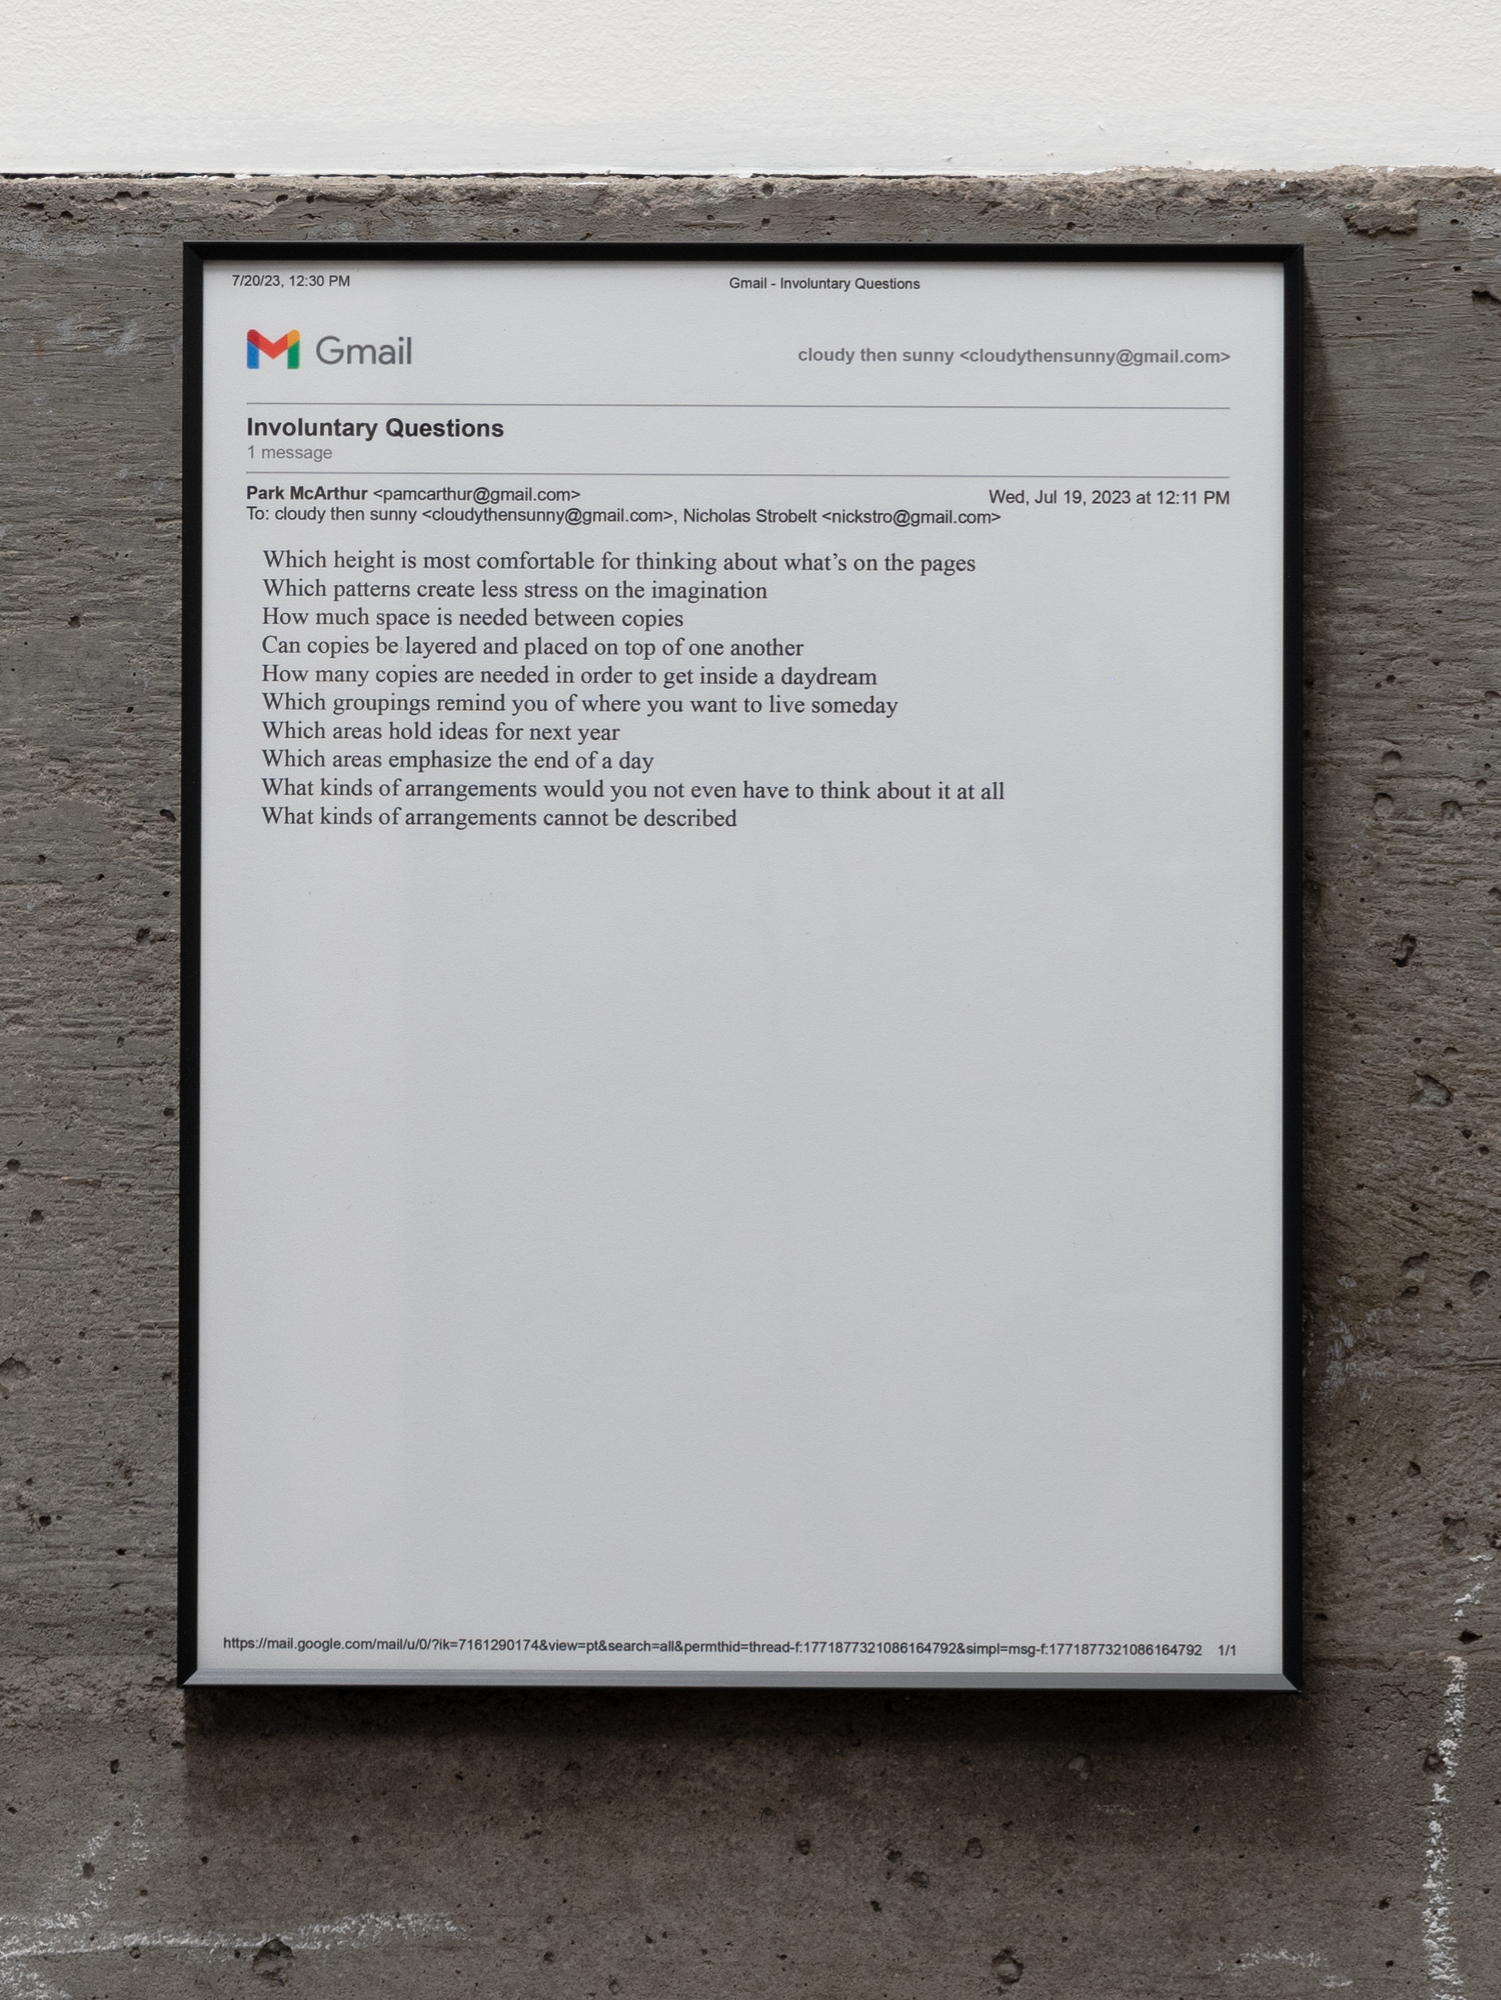 7/20/23, 12:30 PM
Gmail - Involuntary Questions
Gmail
cloudy then sunny <cloudythensunny@gmail.com>
Involuntary Questions
1 message
Park McArthur <pamcarthur@gmail.com>
Wed, Jul 19, 2023 at 12:11 PM
To: cloudy then sunny <cloudythensunny@gmail.com>, Nicholas Strobelt <nickstro@gmail.com>
Which height is most comfortable for thinking about what’s on the pages
Which patterns create less stress on the imagination
How much space is needed between copies
Can copies be layered and placed on top of one another
How many copies are needed in order to get inside a daydream
Which groupings remind you of where you want to live someday
Which areas hold ideas for next year
Which areas emphasize the end of a day
What kinds of arrangements would you not even have to think about it at all
What kinds of arrangements cannot be described
https://mail.google.com/mail/u/0/?ik=7161290174&view=pt&search=all&permthid=thread-f:1771877321086164792&simpl=msg-f:1771877321086164792 1/1